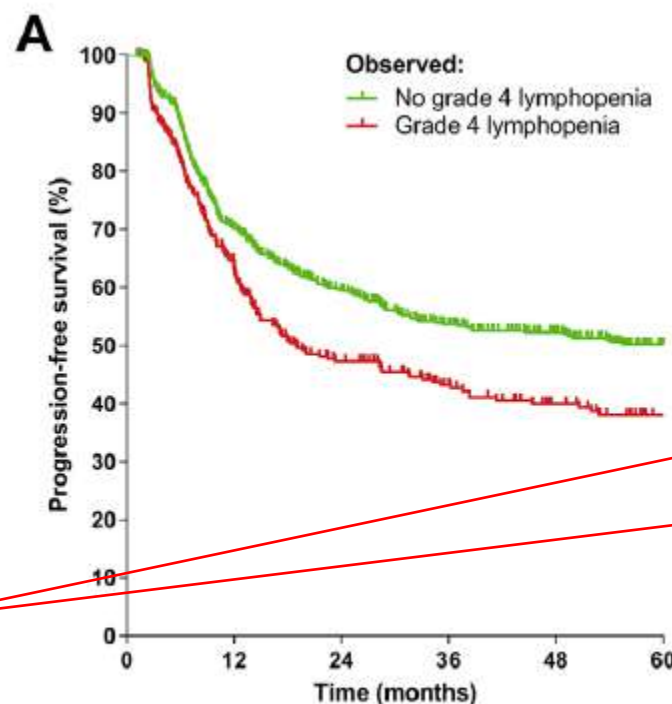 A
Observed:
No grade 4 lymphopenia
Grade 4 lymphopenia
Progression-free survival (%)
100
90
80
70
60
50
40
30
20
10
0
0 12 24 36 48 60
Time (months)